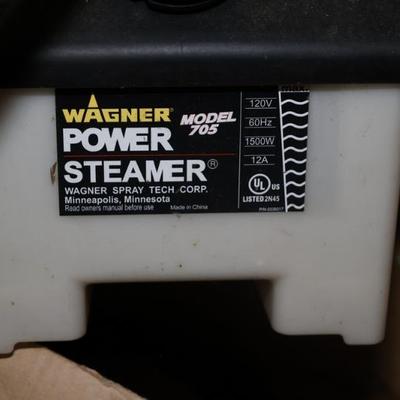 WAGNER®
POWER
MODEL
705
STEAMER®
WAGNER SPRAY TECH CORP.
Minneapolis, Minnesota
Read owners manual before use
Made in China
max.
120V
60Hz
1500W
12A
UL US
LISTED 2N45